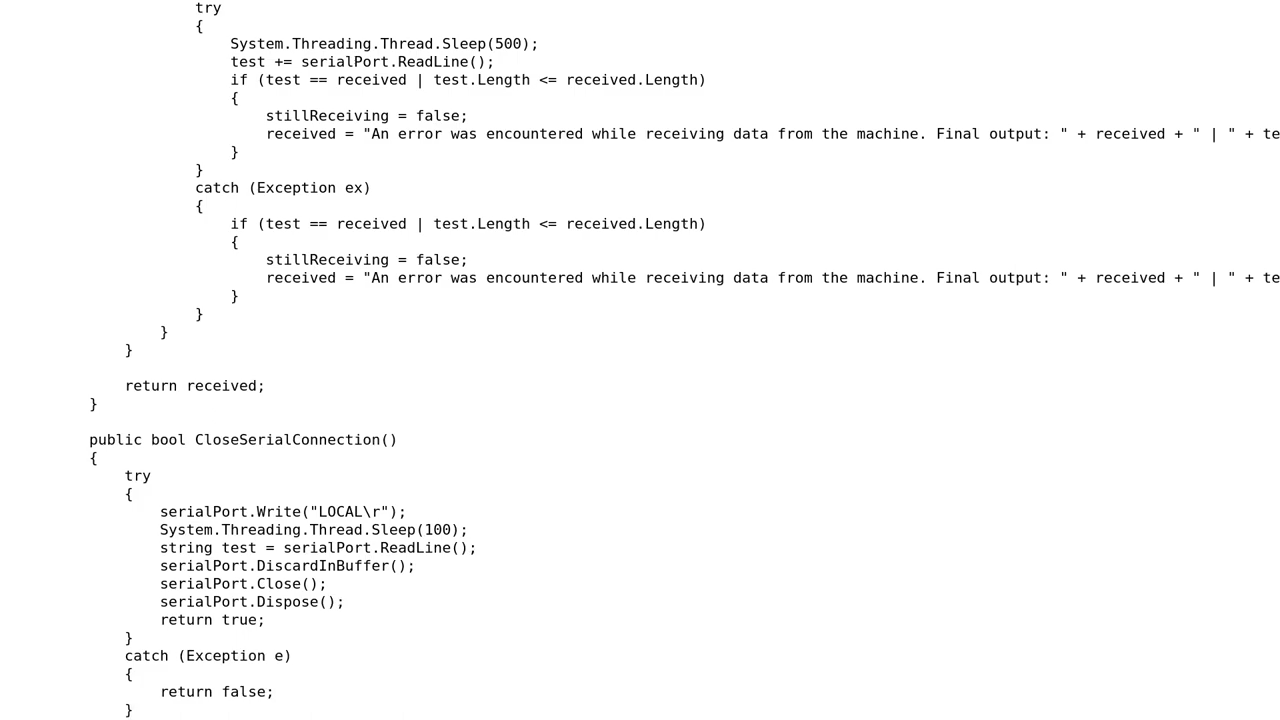 try
{
System.Threading.Thread.Sleep(500);
test += serialPort.ReadLine();
if (test == received | test.Length <= received.Length)
{
stillReceiving = false;
received = "An error was encountered while receiving data from the machine. Final output: " + received + " | " + te
}
}
catch (Exception ex)
{
if (test == received | test.Length <= received.Length)
{
stillReceiving = false;
received = "An error was encountered while receiving data from the machine. Final output: " + received + " | " + te
}
}
}
}
return received;
}
public bool CloseSerialConnection()
{
try
{
serialPort.Write("LOCAL\r");
System.Threading.Thread.Sleep(100);
string test = serialPort.ReadLine();
serialPort.DiscardInBuffer();
serialPort.Close();
serialPort.Dispose();
return true;
}
catch (Exception e)
{
return false;
}